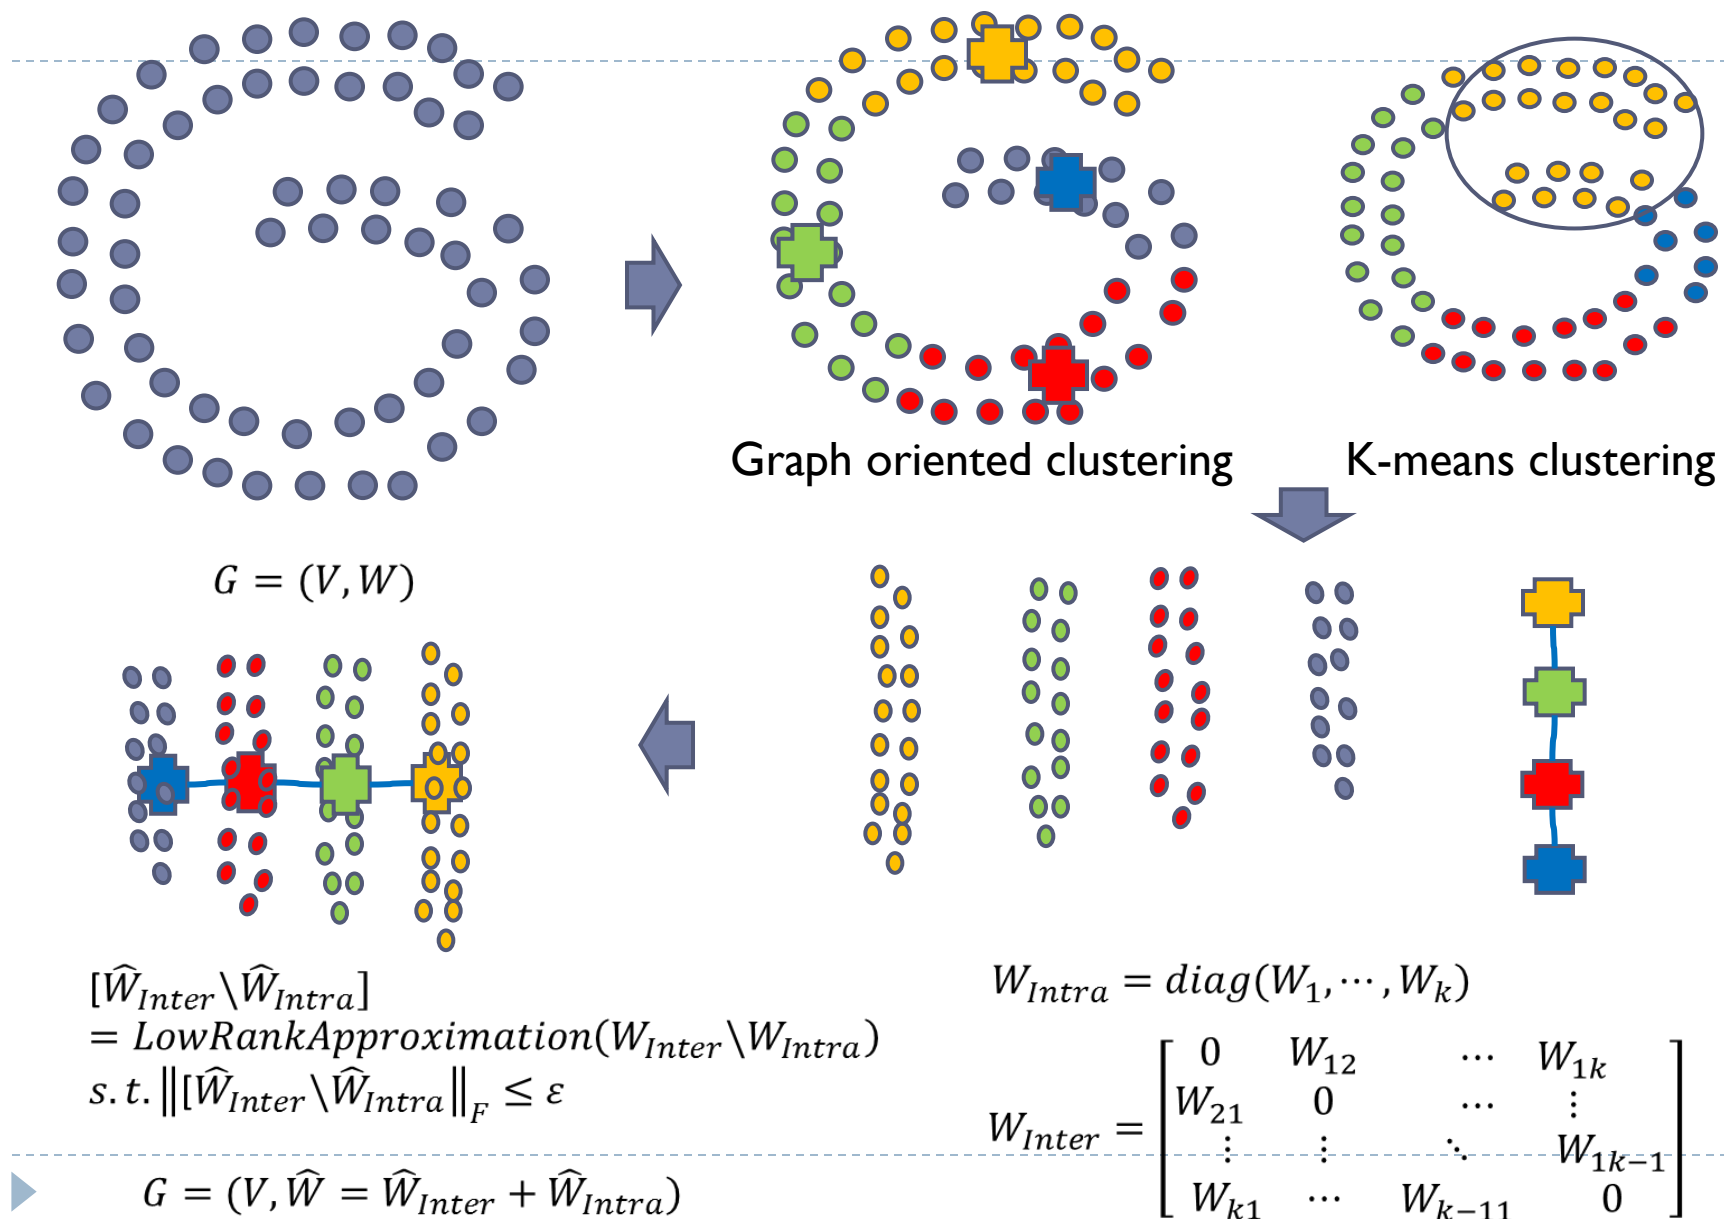 Graph oriented clustering
K-means clustering
G = (V, W)
[Ŵ_Inter\Ŵ_Intra]
= LowRankApproximation(W_Inter\W_Intra)
s.t. ‖[Ŵ_Inter\Ŵ_Intra‖_F ≤ ε
G = (V, Ŵ = Ŵ_Inter + Ŵ_Intra)
W_Intra = diag(W_1, ⋯, W_k)
W_Inter = [
0 W_12 ⋯ W_1k
W_21 0 ⋯ ⋮
⋮ ⋮ ⋱ W_1k−1
W_k1 ⋯ W_k−11 0
]